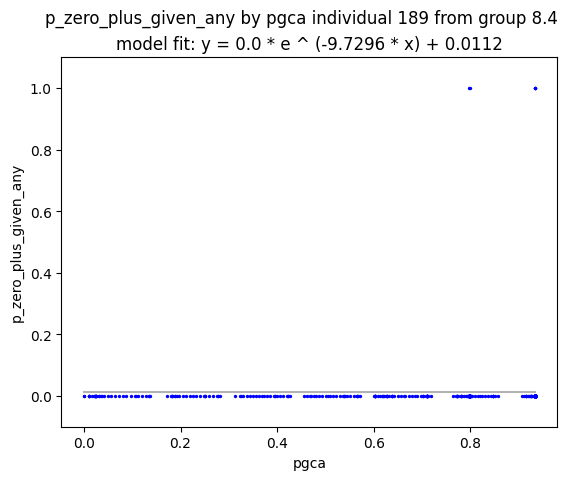 p_zero_plus_given_any by pgca individual 189 from group 8.4
model fit: y = 0.0 * e ^ (-9.7296 * x) + 0.0112
1.0
0.8
0.6
0.4
0.2
0.0
p_zero_plus_given_any
0.0 0.2 0.4 0.6 0.8
pgca